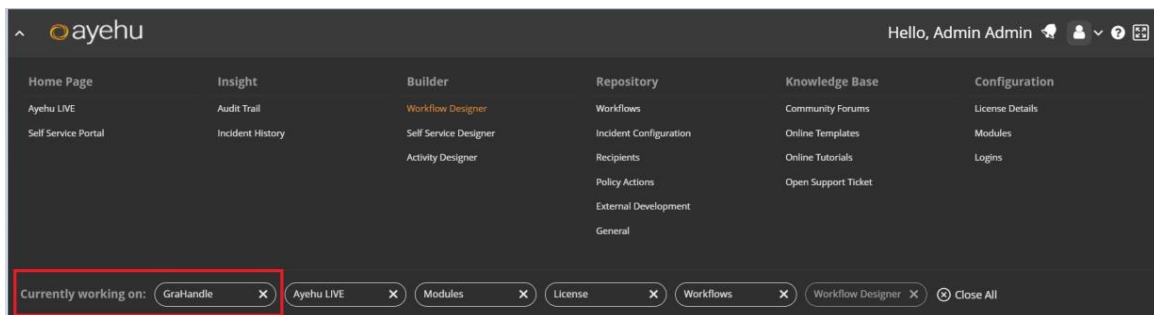 ayehu
Hello, Admin Admin
Home Page Insight Builder Repository Knowledge Base Configuration
Ayehu LIVE Audit Trail Workflow Designer Workflows Community Forums License Details
Self Service Portal Incident History Self Service Designer Incident Configuration Online Templates Modules
Activity Designer Recipients Online Tutorials Logins
Policy Actions Open Support Ticket
External Development
General
Currently working on: GraHandle Ayehu LIVE Modules License Workflows Workflow Designer Close All